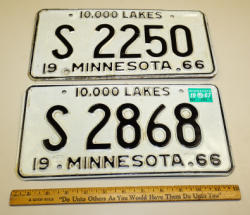 10,000 LAKES
S 2250
19 MINNESOTA 66
10,000 LAKES
S 2868
19 MINNESOTA 66
"Do Unto Others As You Would Have Them Do Unto You"